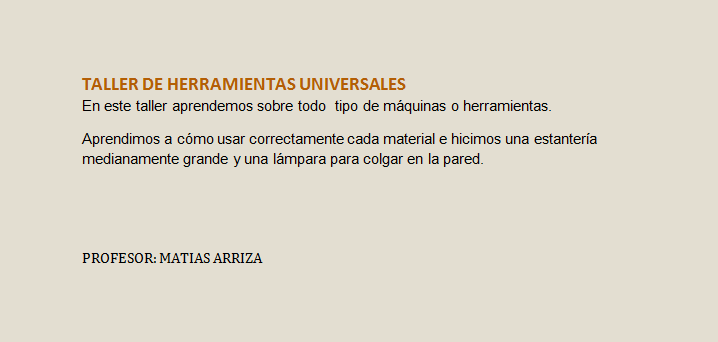 TALLER DE HERRAMIENTAS UNIVERSALES
En este taller aprendemos sobre todo  tipo de máquinas o herramientas.
Aprendimos a cómo usar correctamente cada material e hicimos una estantería
medianamente grande y una lámpara para colgar en la pared.
PROFESOR: MATIAS ARRIZA